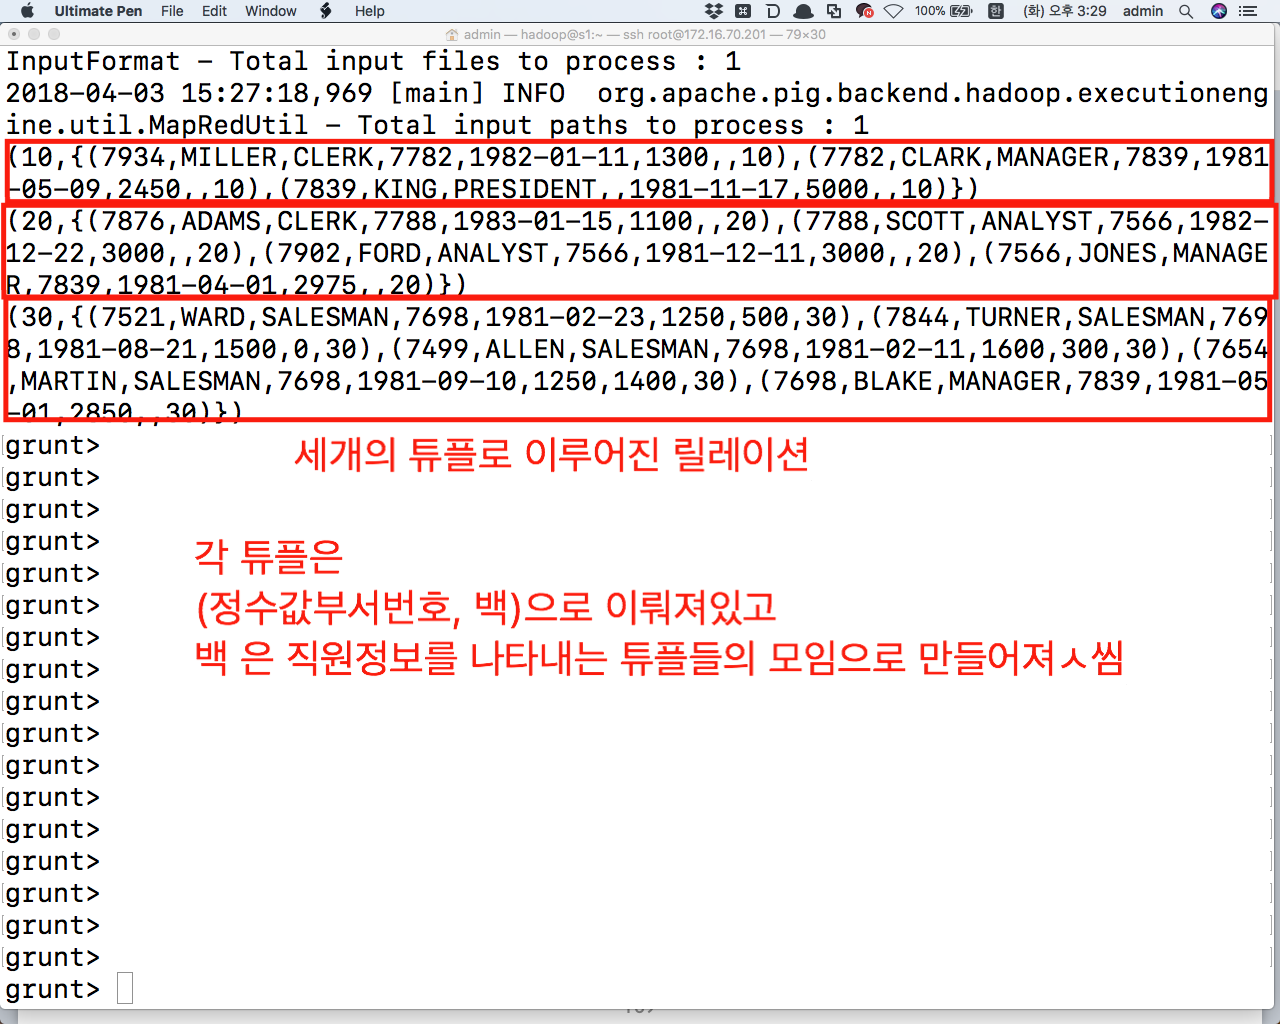 Ultimate Pen File Edit Window Help 100% 한 (화) 오후 3:29 admin
admin — hadoop@s1:~ — ssh root@172.16.70.201 — 79×30
InputFormat - Total input files to process : 1
2018-04-03 15:27:18,969 [main] INFO  org.apache.pig.backend.hadoop.executioneng
ine.util.MapRedUtil - Total input paths to process : 1
(10,{(7934,MILLER,CLERK,7782,1982-01-11,1300,,10),(7782,CLARK,MANAGER,7839,1981
-05-09,2450,,10),(7839,KING,PRESIDENT,,1981-11-17,5000,,10)})
(20,{(7876,ADAMS,CLERK,7788,1983-01-15,1100,,20),(7788,SCOTT,ANALYST,7566,1982-
12-22,3000,,20),(7902,FORD,ANALYST,7566,1981-12-11,3000,,20),(7566,JONES,MANAGE
R,7839,1981-04-01,2975,,20)})
(30,{(7521,WARD,SALESMAN,7698,1981-02-23,1250,500,30),(7844,TURNER,SALESMAN,769
8,1981-08-21,1500,0,30),(7499,ALLEN,SALESMAN,7698,1981-02-11,1600,300,30),(7654
,MARTIN,SALESMAN,7698,1981-09-10,1250,1400,30),(7698,BLAKE,MANAGER,7839,1981-05
-01,2850,,30)})
grunt> 세개의 튜플로 이루어진 릴레이션
grunt>
grunt>
grunt> 각 튜플은
grunt>
grunt> (정수값부서번호, 백)으로 이뤄져있고
grunt>
grunt> 백 은 직원정보를 나타내는 튜플들의 모임으로 만들어져ㅅ씸
grunt>
grunt>
grunt>
grunt>
grunt>
grunt>
grunt>
grunt>
grunt>
grunt>